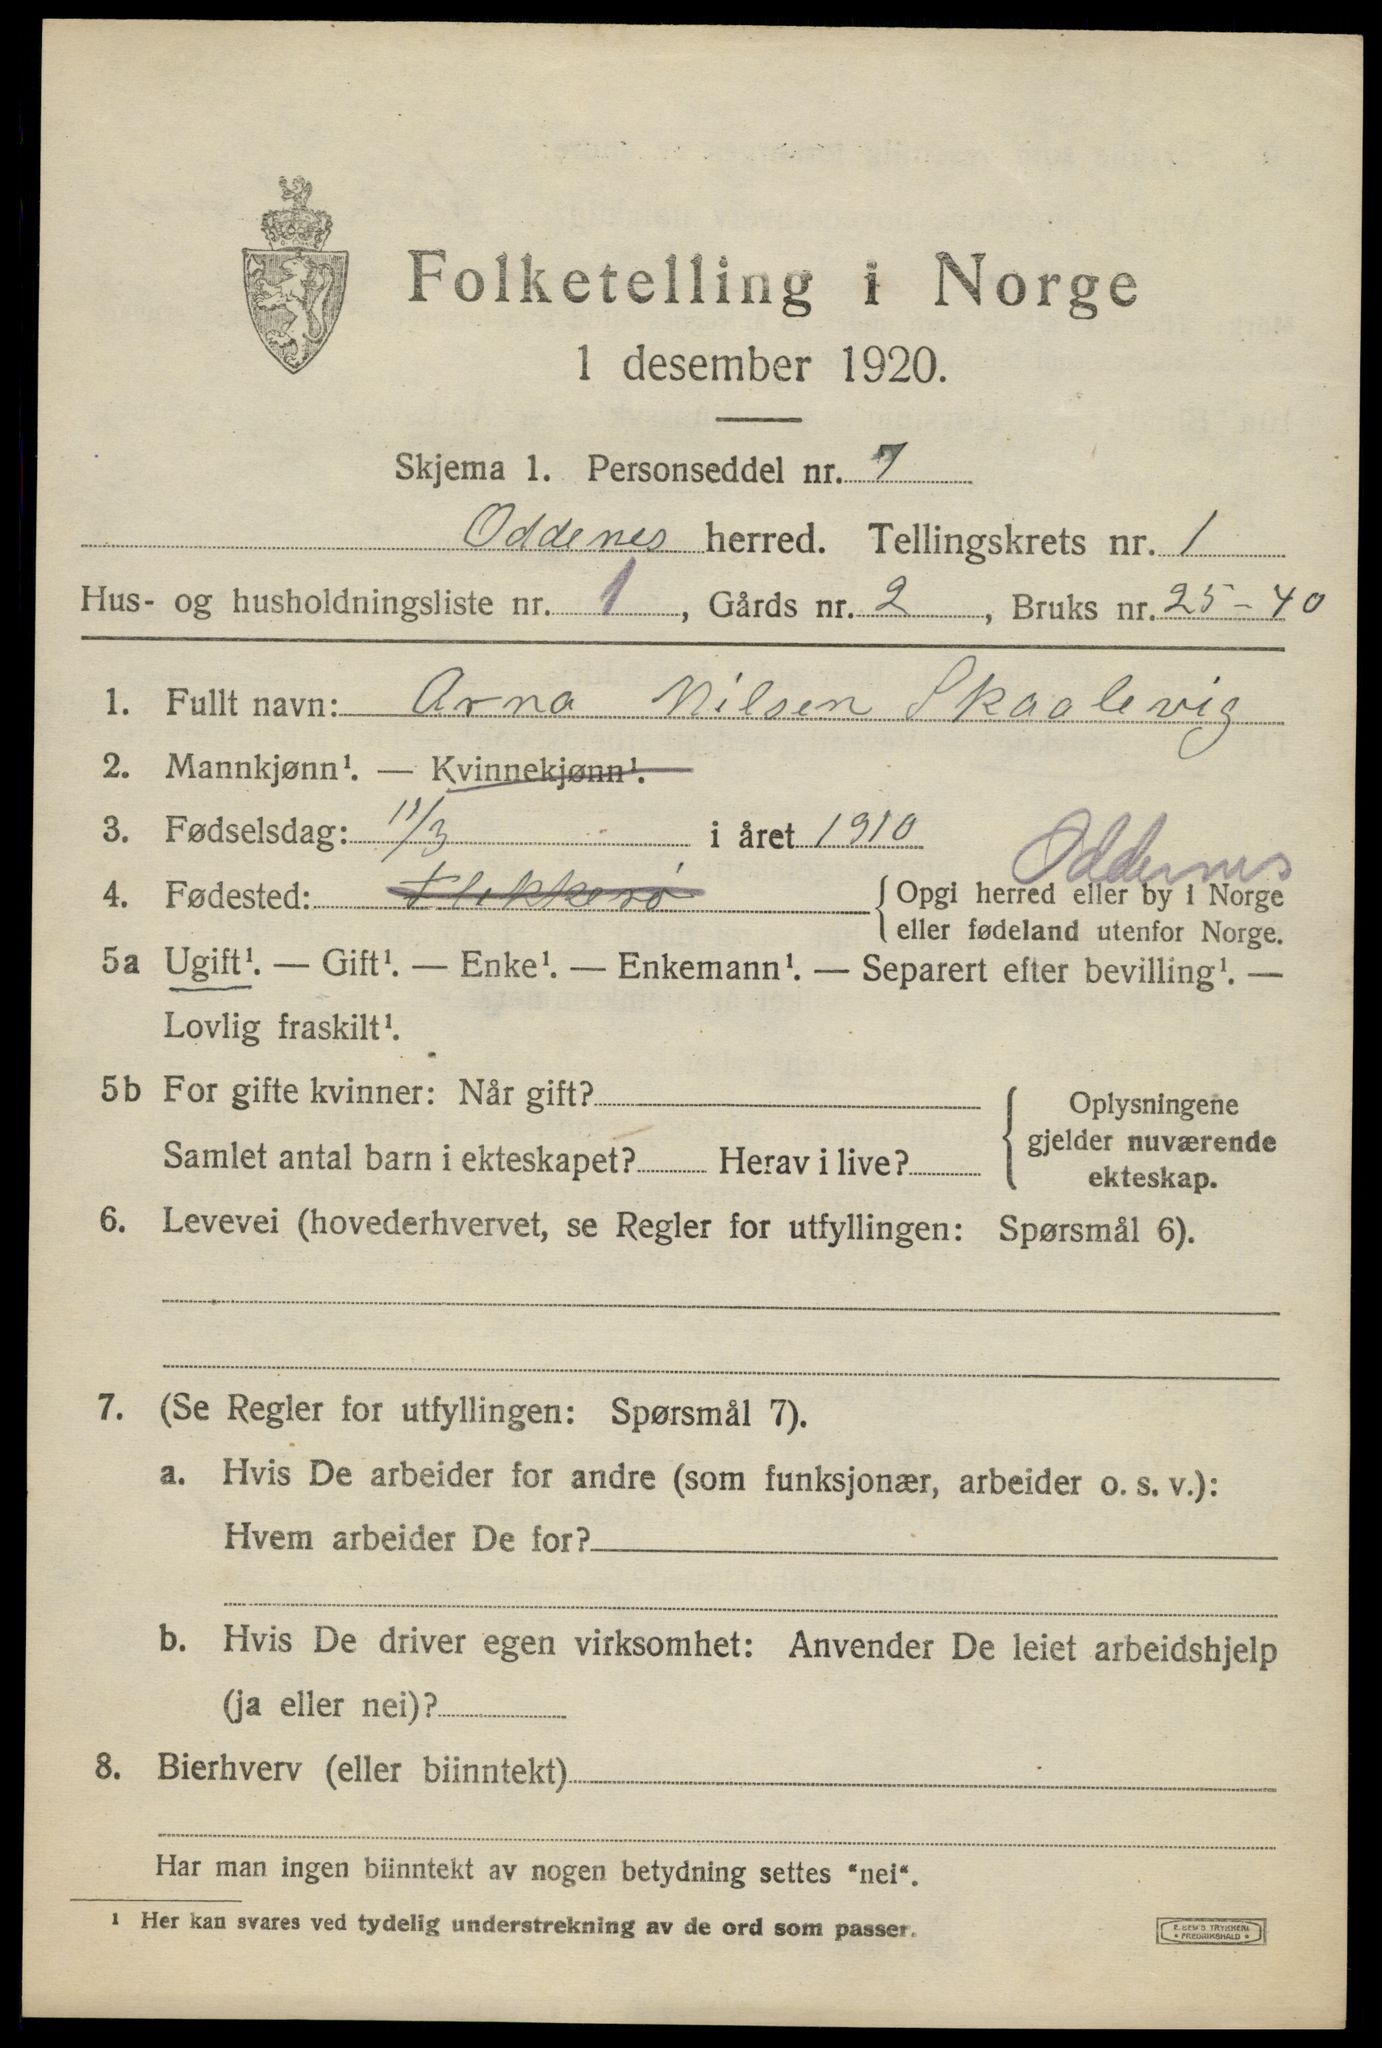 Folketelling i Norge
1 desember 1920.
Skjema 1. Personseddel nr. 7
Oddenes herred. Tellingskrets nr. 1
Hus- og husholdningsliste nr. 1, Gårds nr. 2, Bruks nr. 25-40
1. Fullt navn: Arna Nilsen Skaalevig
2. Mannkjønn¹. — Kvinnekjønn¹.
3. Fødselsdag: 11/3 i året 1910
Oddernes
4. Fødested: Flekkerø {Opgi herred eller by i Norge
eller fødeland utenfor Norge.
5a Ugift¹. — Gift¹. — Enke¹. — Enkemann¹. — Separert efter bevilling¹. —
Lovlig fraskilt¹.
5b For gifte kvinner: Når gift?
Samlet antal barn i ekteskapet? Herav i live?
Oplysningene
gjelder nuværende
ekteskap.
6. Levevei (hovederhvervet, se Regler for utfyllingen: Spørsmål 6).
7. (Se Regler for utfyllingen: Spørsmål 7).
a. Hvis De arbeider for andre (som funksjonær, arbeider o. s. v.):
Hvem arbeider De for?
b. Hvis De driver egen virksomhet: Anvender De leiet arbeidshjelp
(ja eller nei)?
8. Bierhverv (eller biinntekt)
Har man ingen biinntekt av nogen betydning settes "nei".
¹ Her kan svares ved tydelig understrekning av de ord som passer.
FREDRIKSHALD